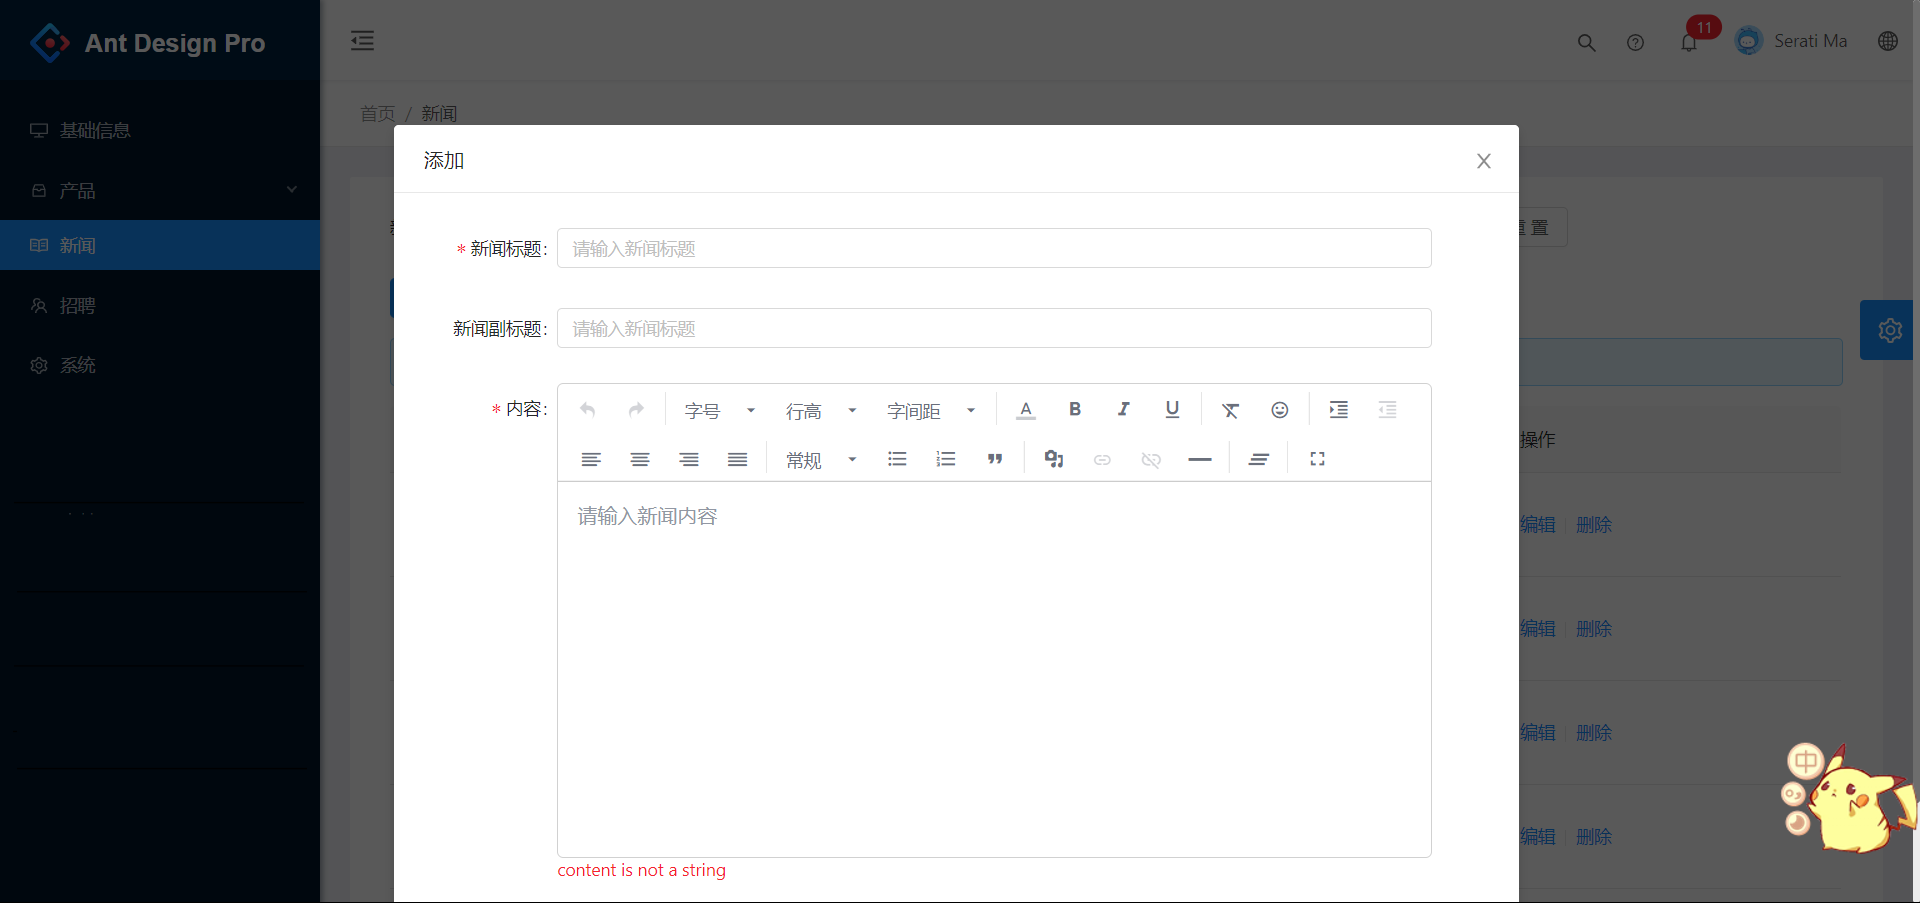 Ant Design Pro
11
Serati Ma
首页 / 新闻
基础信息
产品
新闻
招聘
系统
添加
* 新闻标题:
请输入新闻标题
置
新闻副标题:
请输入新闻标题
* 内容:
字号
行高
字间距
A
B
I
U
常规
请输入新闻内容
content is not a string
操作
编辑
删除
编辑
删除
编辑
删除
编辑
删除
中